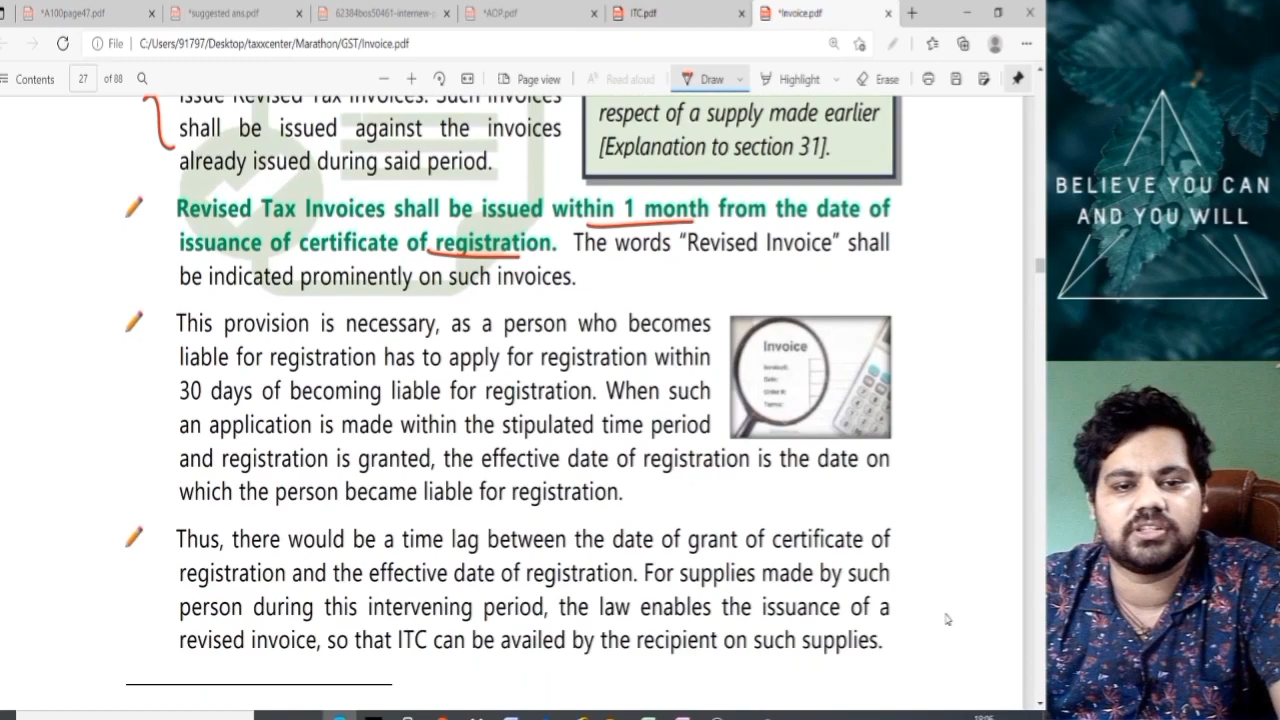 *A100page47.pdf
*suggested ans.pdf
62384bos50461-internew-p
*AOP.pdf
ITC.pdf
*Invoice.pdf
File
C:/Users/91797/Desktop/taxxcenter/Marathon/GST/Invoice.pdf
Contents
27
of 88
Page view
Read aloud
Draw
Highlight
Erase
issue Revised Tax Invoices. Such invoices
shall be issued against the invoices
already issued during said period.
respect of a supply made earlier
[Explanation to section 31].
Revised Tax Invoices shall be issued within 1 month from the date of
issuance of certificate of registration. The words “Revised Invoice” shall
be indicated prominently on such invoices.
This provision is necessary, as a person who becomes
liable for registration has to apply for registration within
30 days of becoming liable for registration. When such
an application is made within the stipulated time period
and registration is granted, the effective date of registration is the date on
which the person became liable for registration.
Invoice
Thus, there would be a time lag between the date of grant of certificate of
registration and the effective date of registration. For supplies made by such
person during this intervening period, the law enables the issuance of a
revised invoice, so that ITC can be availed by the recipient on such supplies.
BELIEVE YOU CAN
AND YOU WILL